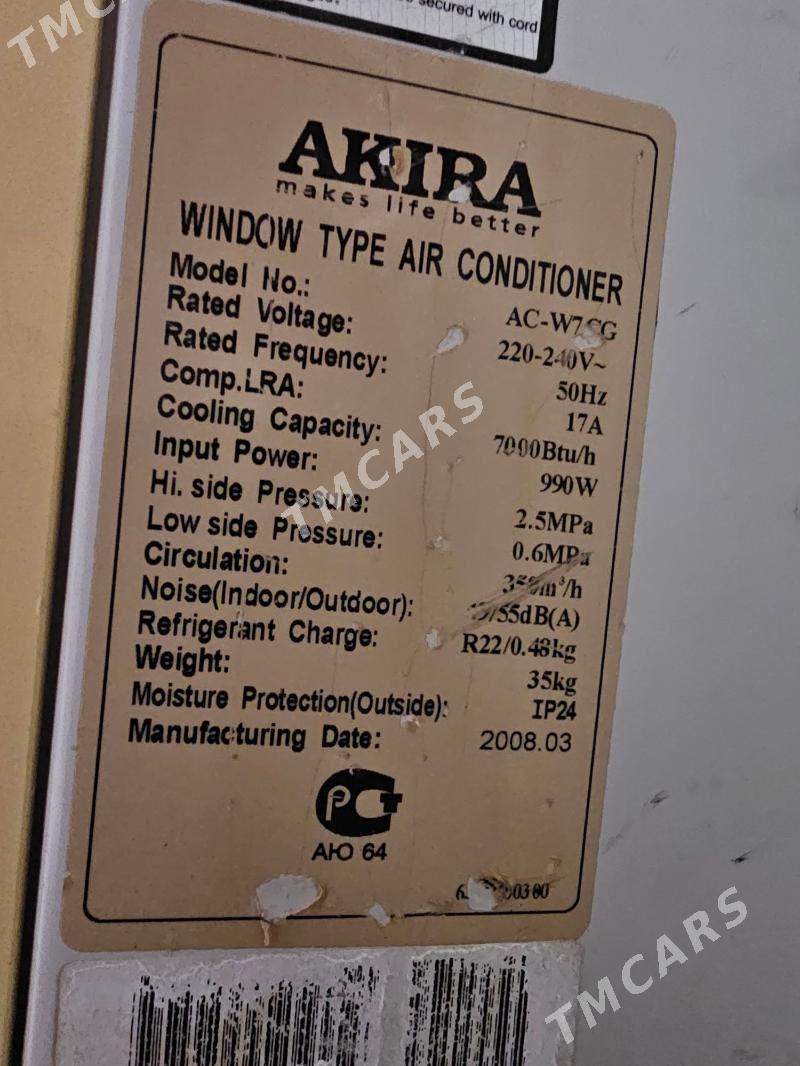 TMCARS
secured with cord
AKIRA
makes life better
WINDOW TYPE AIR CONDITIONER
Model No.:
Rated Voltage: 220-240V~
Rated Frequency: 50Hz
Comp.LRA: 17A
Cooling Capacity: 7000Btu/h
Input Power: 990W
Hi. side Pressure: 2.5MPa
Low side Pressure: 0.6MPa
Circulation:
Noise(Indoor/Outdoor):
Refrigerant Charge: R22/0.48kg
Weight: 35kg
Moisture Protection(Outside): IP24
Manufacturing Date: 2008.03
РСТ
АЮ 64
TMCARS
TMCARS